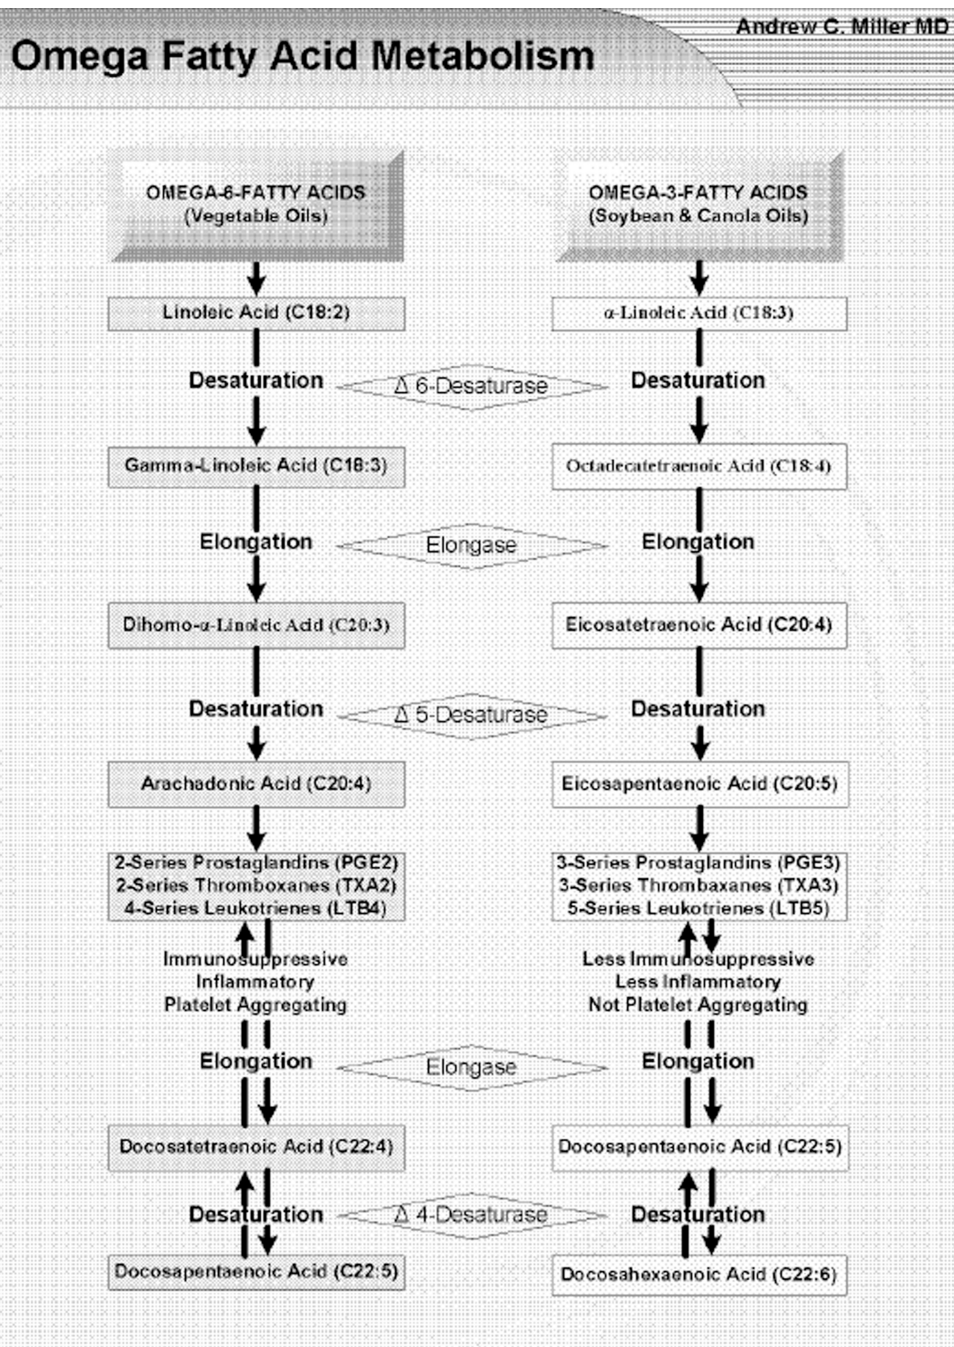 Andrew C. Miller MD
Omega Fatty Acid Metabolism
OMEGA-6-FATTY ACIDS
(Vegetable Oils)
OMEGA-3-FATTY ACIDS
(Soybean & Canola Oils)
Linoleic Acid (C18:2)
α-Linoleic Acid (C18:3)
Desaturation
Δ 6-Desaturase
Desaturation
Gamma-Linoleic Acid (C18:3)
Octadecatetraenoic Acid (C18:4)
Elongation
Elongase
Elongation
Dihomo-α-Linoleic Acid (C20:3)
Eicosatetraenoic Acid (C20:4)
Desaturation
Δ 5-Desaturase
Desaturation
Arachadonic Acid (C20:4)
Eicosapentaenoic Acid (C20:5)
2-Series Prostaglandins (PGE2)
2-Series Thromboxanes (TXA2)
4-Series Leukotrienes (LTB4)
3-Series Prostaglandins (PGE3)
3-Series Thrombaxanes (TXA3)
5-Series Leukotrienes (LTB5)
Immunosuppressive
Inflammatory
Platelet Aggregating
Less Immunosuppressive
Less Inflammatory
Not Platelet Aggregating
Elongation
Elongase
Elongation
Docosatetraenoic Acid (C22:4)
Docosapentaenoic Acid (C22:5)
Desaturation
Δ 4-Desaturase
Desaturation
Docosapentaenoic Acid (C22:5)
Docosahexaenoic Acid (C22:6)